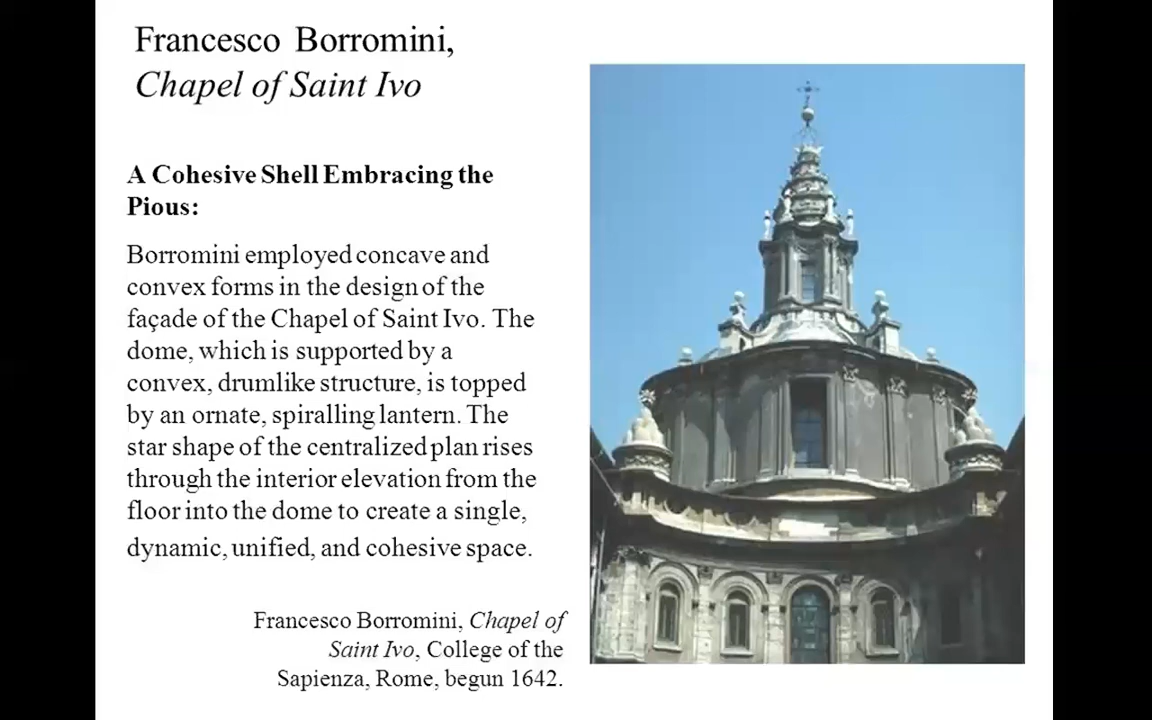 Francesco Borromini,
Chapel of Saint Ivo
A Cohesive Shell Embracing the
Pious:
Borromini employed concave and
convex forms in the design of the
façade of the Chapel of Saint Ivo. The
dome, which is supported by a
convex, drumlike structure, is topped
by an ornate, spiralling lantern. The
star shape of the centralized plan rises
through the interior elevation from the
floor into the dome to create a single,
dynamic, unified, and cohesive space.
Francesco Borromini, Chapel of
Saint Ivo, College of the
Sapienza, Rome, begun 1642.